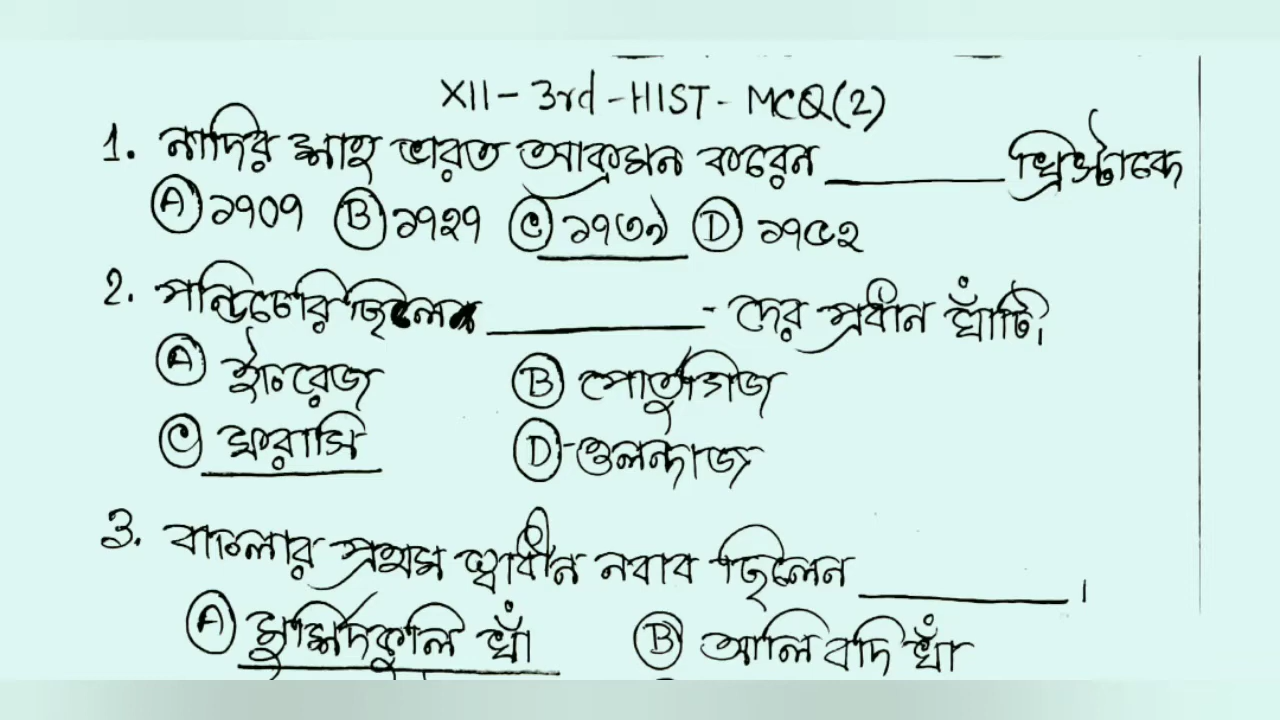 XII - 3rd - HIST - MCQ (2)
1. নাদির শাহ ভারত আক্রমন করেন ________ খ্রিস্টাব্দে
A ১৭০৭ B ১৭২৭ C ১৭৩৯ D ১৭৫২
2. পন্ডিচেরি ছিলেন ________ - দের প্রধান ঘাঁটি।
A ইংরেজ B পোর্তুগিজ
C ফরাসি D ওলন্দাজ
3. বাংলার প্রথম স্বাধীন নবাব ছিলেন ________ ।
A মুর্শিদকুলি খাঁ B আলি বর্দি খাঁ